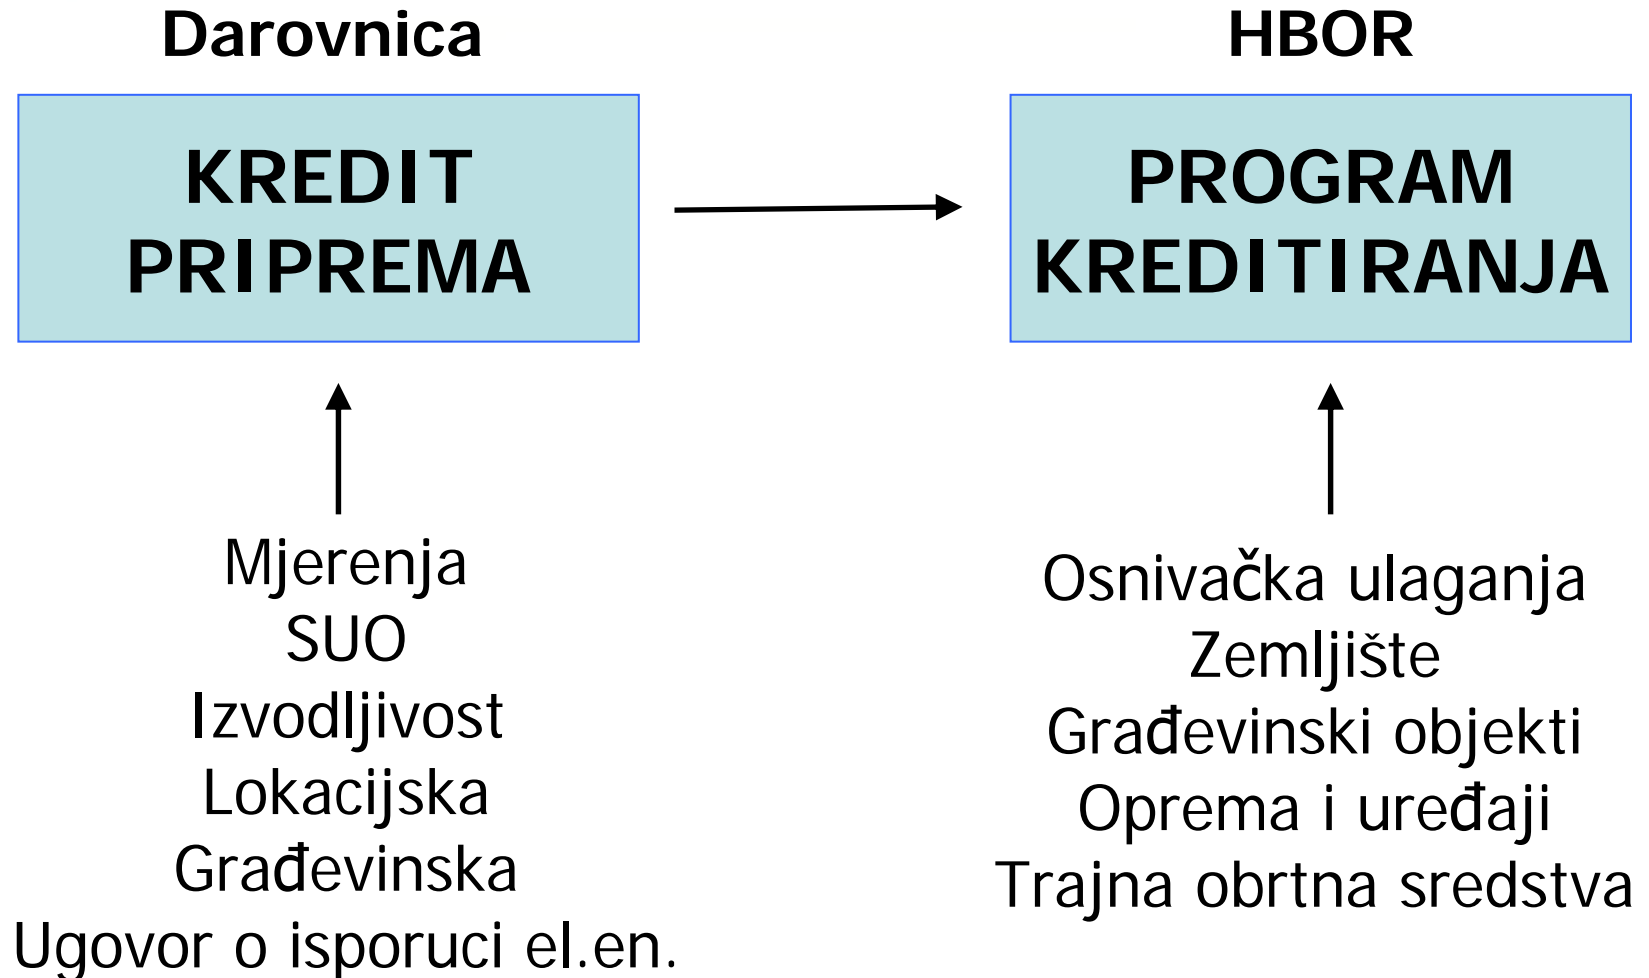 Darovnica
KREDIT
PRIPREMA
Mjerenja
SUO
Izvodljivost
Lokacijska
Građevinska
Ugovor o isporuci el.en.
HBOR
PROGRAM
KREDITIRANJA
Osnivačka ulaganja
Zemljište
Građevinski objekti
Oprema i uređaji
Trajna obrtna sredstva